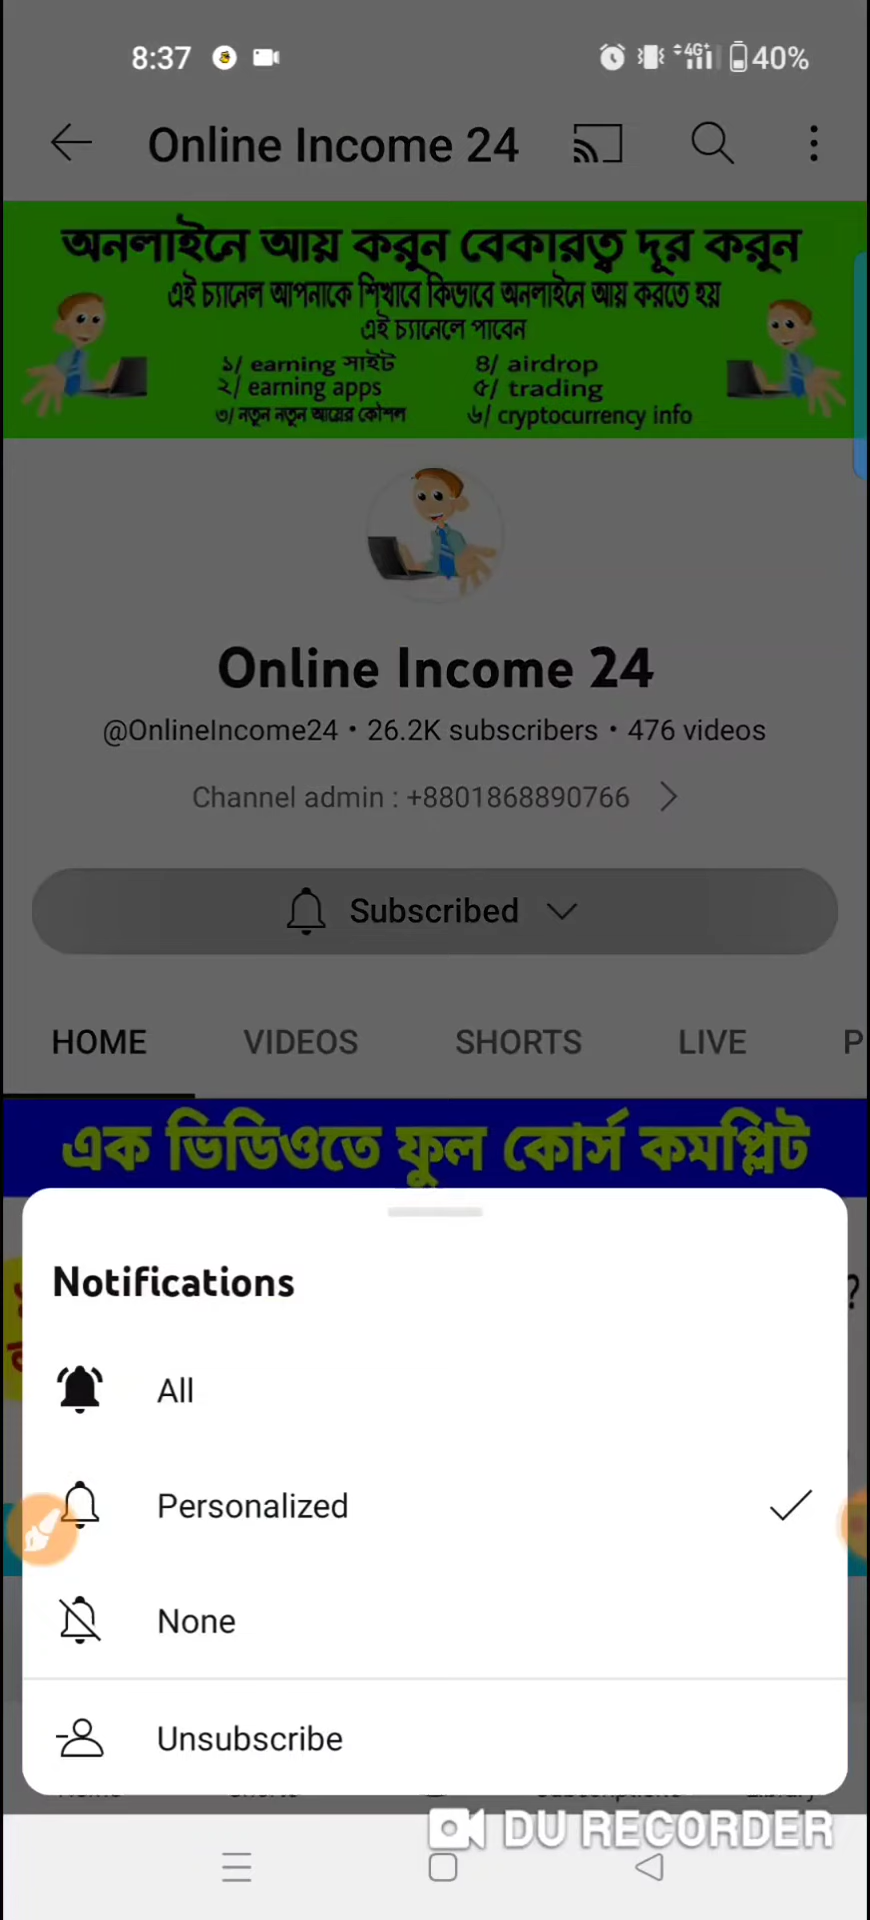 8:37
4G+
40%
Online Income 24
অনলাইনে আয় করুন বেকারত্ব দূর করুন
এই চ্যানেল আপনাকে শিখাবে কিভাবে অনলাইনে আয় করতে হয়
এই চ্যানেলে পাবেন
১/ earning সাইট
২/ earning apps
৩/ নতুন নতুন আয়ের কৌশল
৪/ airdrop
৫/ trading
৬/ cryptocurrency info
Online Income 24
@OnlineIncome24 • 26.2K subscribers • 476 videos
Channel admin : +8801868890766
Subscribed
HOME VIDEOS SHORTS LIVE P
এক ভিডিওতে ফুল কোর্স কমপ্লিট
?
Notifications
All
Personalized
None
Unsubscribe
DU RECORDER